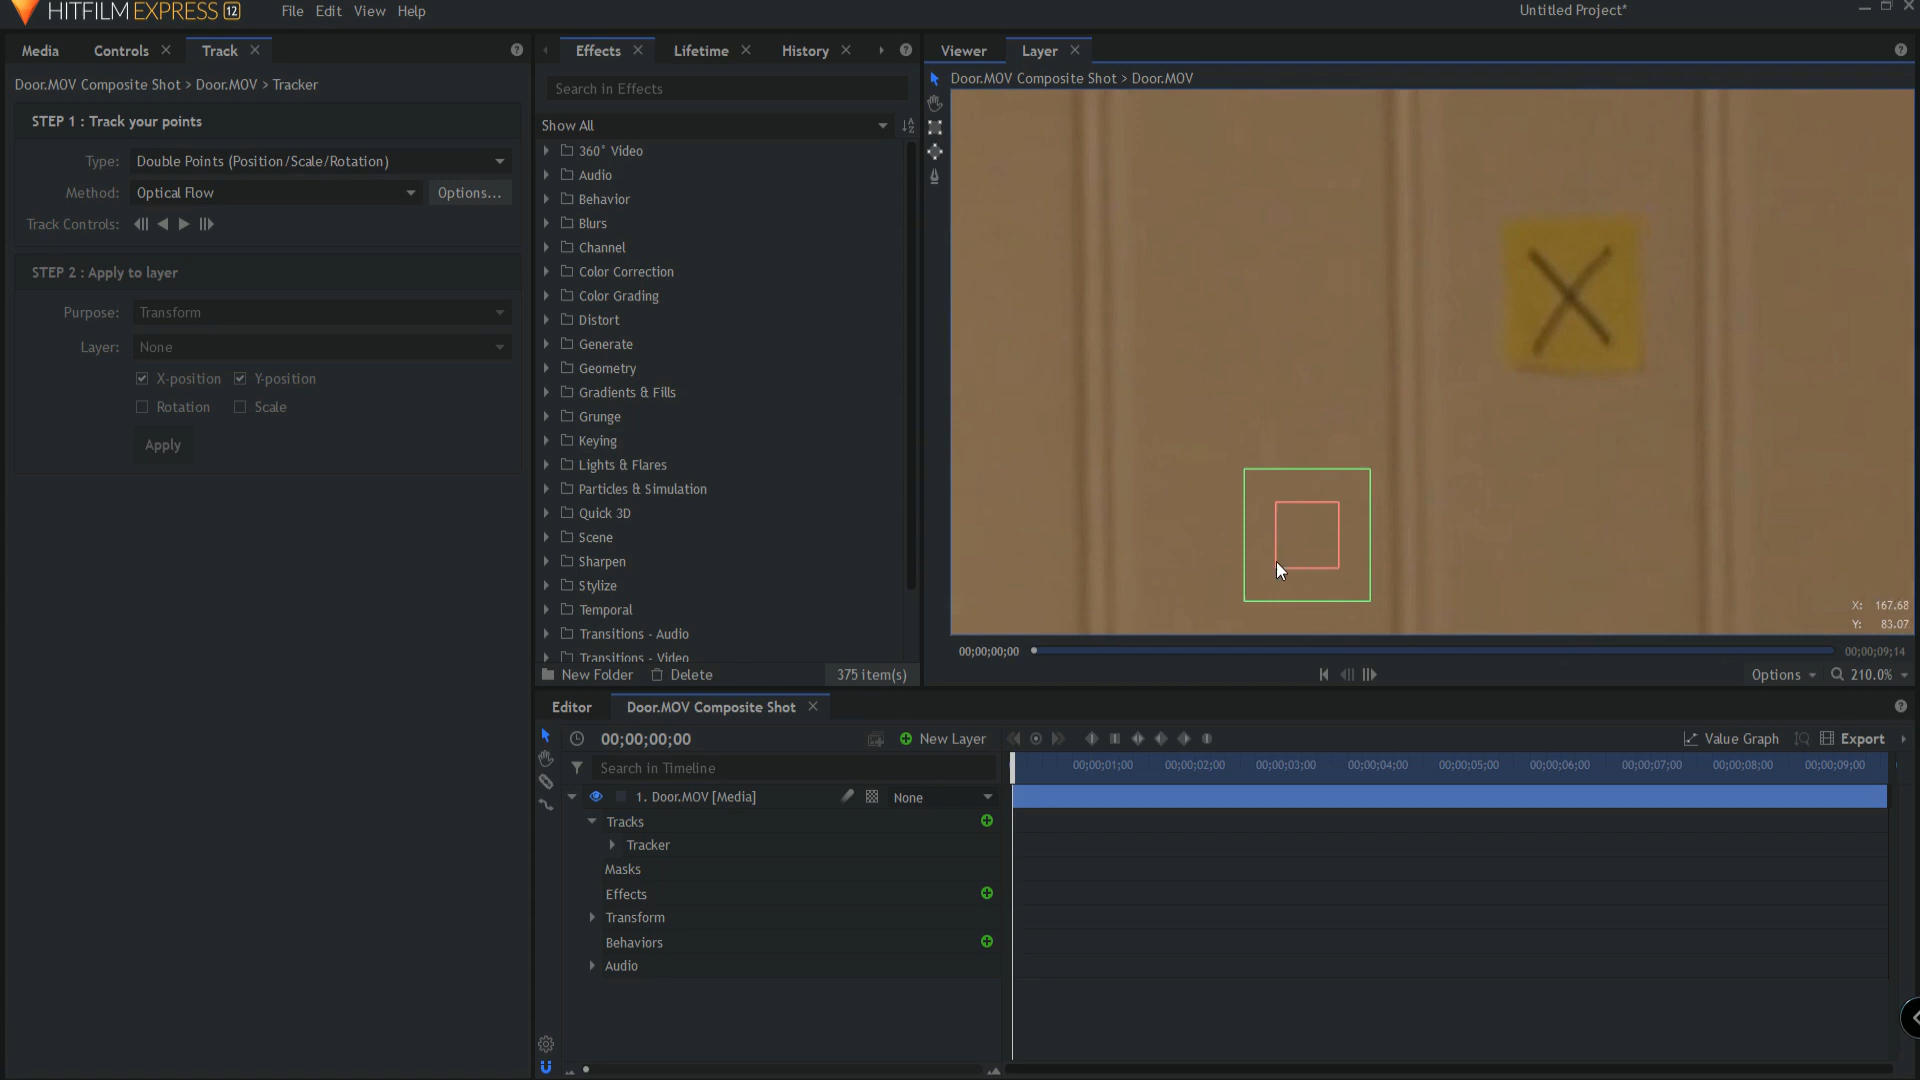 HITFILM EXPRESS 12
File Edit View Help
Untitled Project*
Media Controls Track
Effects Lifetime History
Viewer Layer
Door.MOV Composite Shot > Door.MOV > Tracker
Search in Effects
Door.MOV Composite Shot > Door.MOV
STEP 1 : Track your points
Show All
Type: Double Points (Position/Scale/Rotation)
Method: Optical Flow Options...
Track Controls:
STEP 2 : Apply to layer
Purpose: Transform
Layer: None
X-position Y-position
Rotation Scale
Apply
360° Video
Audio
Behavior
Blurs
Channel
Color Correction
Color Grading
Distort
Generate
Geometry
Gradients & Fills
Grunge
Keying
Lights & Flares
Particles & Simulation
Quick 3D
Scene
Sharpen
Stylize
Temporal
Transitions - Audio
Transitions - Video
New Folder Delete 375 item(s)
X
X: 167.68
Y: 83.07
00;00;00;00 00;00;09;14
Options 210.0%
Editor Door.MOV Composite Shot
00;00;00;00 New Layer
Value Graph Export
Search in Timeline
00;00;01;00 00;00;02;00 00;00;03;00 00;00;04;00 00;00;05;00 00;00;06;00 00;00;07;00 00;00;08;00 00;00;09;00
1. Door.MOV [Media] None
Tracks
Tracker
Masks
Effects
Transform
Behaviors
Audio